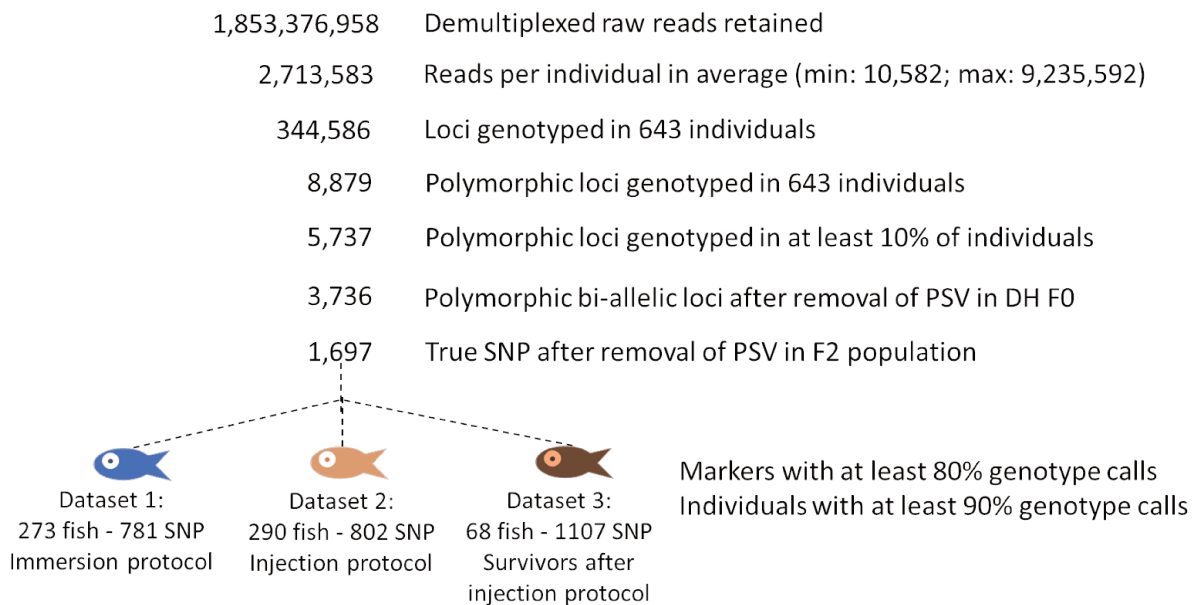 1,853,376,958 Demultiplexed raw reads retained
2,713,583 Reads per individual in average (min: 10,582; max: 9,235,592)
344,586 Loci genotyped in 643 individuals
8,879 Polymorphic loci genotyped in 643 individuals
5,737 Polymorphic loci genotyped in at least 10% of individuals
3,736 Polymorphic bi-allelic loci after removal of PSV in DH F0
1,697 True SNP after removal of PSV in F2 population
Dataset 1:
273 fish - 781 SNP
Immersion protocol
Dataset 2:
290 fish - 802 SNP
Injection protocol
Dataset 3:
68 fish - 1107 SNP
Survivors after
injection protocol
Markers with at least 80% genotype calls
Individuals with at least 90% genotype calls